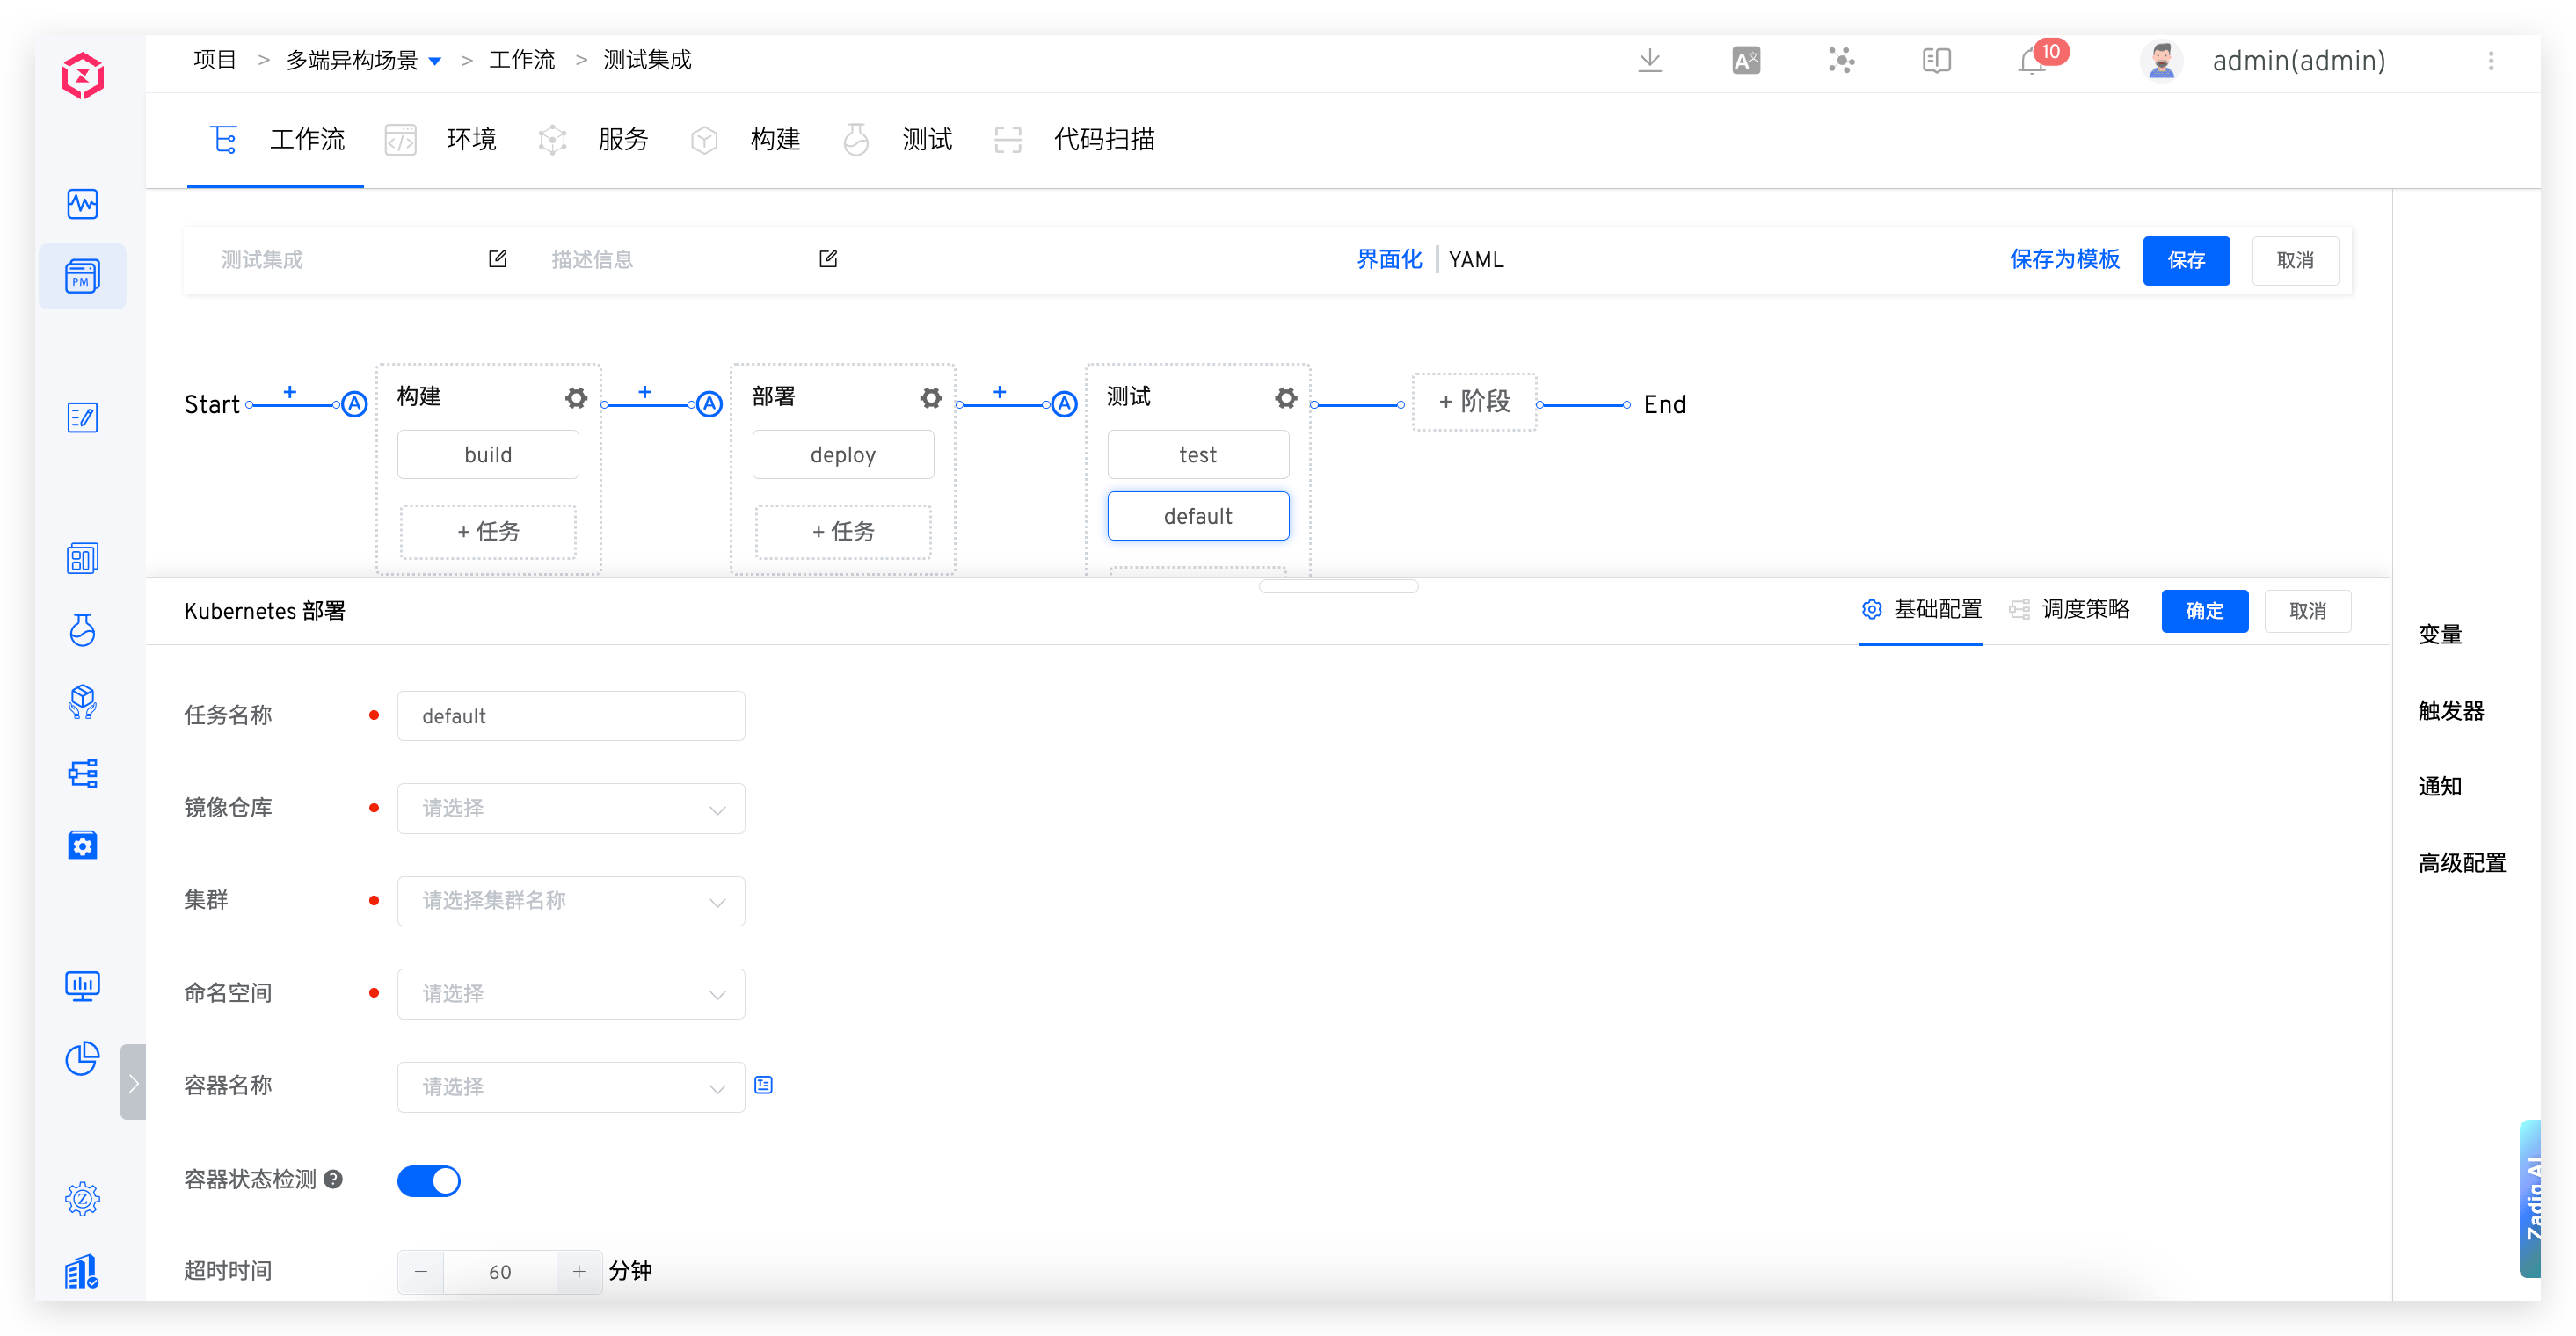 项目 > 多端异构场景 > 工作流 > 测试集成
10
admin(admin)
PM
工作流 环境 服务 构建 测试 代码扫描
测试集成 描述信息 界面化 YAML 保存为模板 保存 取消
Start + A 构建 + A 部署 + A 测试 + 阶段 End
build deploy test
default
+ 任务 + 任务
Kubernetes 部署 基础配置 调度策略 确定 取消
任务名称 default
镜像仓库 请选择
集群 请选择集群名称
命名空间 请选择
容器名称 请选择
容器状态检测 ?
超时时间 − 60 + 分钟
变量
触发器
通知
高级配置
Zadig AI